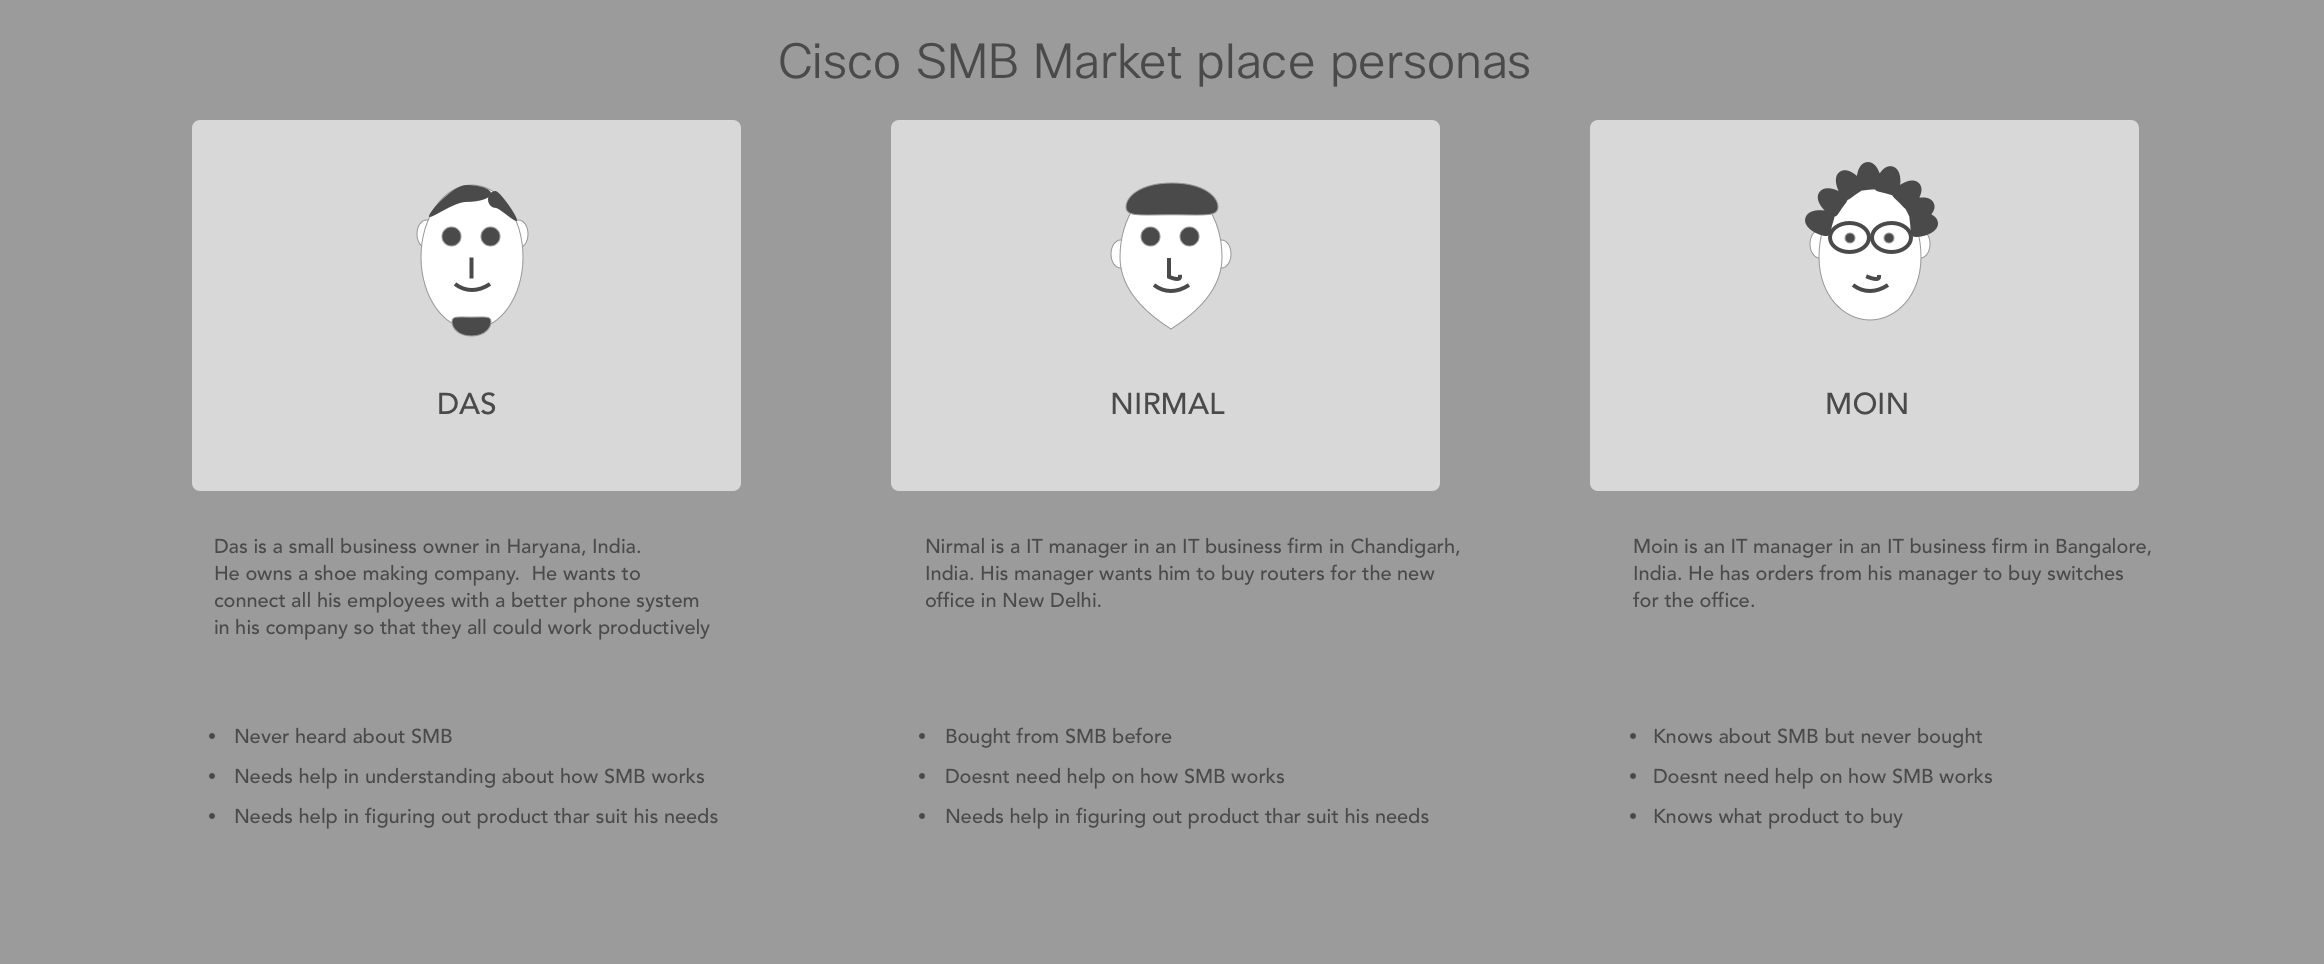 Cisco SMB Market place personas
DAS
NIRMAL
MOIN
Das is a small business owner in Haryana, India.
He owns a shoe making company.  He wants to
connect all his employees with a better phone system
in his company so that they all could work productively
Nirmal is a IT manager in an IT business firm in Chandigarh,
India. His manager wants him to buy routers for the new
office in New Delhi.
Moin is an IT manager in an IT business firm in Bangalore,
India. He has orders from his manager to buy switches
for the office.
• Never heard about SMB
• Needs help in understanding about how SMB works
• Needs help in figuring out product thar suit his needs
• Bought from SMB before
• Doesnt need help on how SMB works
• Needs help in figuring out product thar suit his needs
• Knows about SMB but never bought
• Doesnt need help on how SMB works
• Knows what product to buy